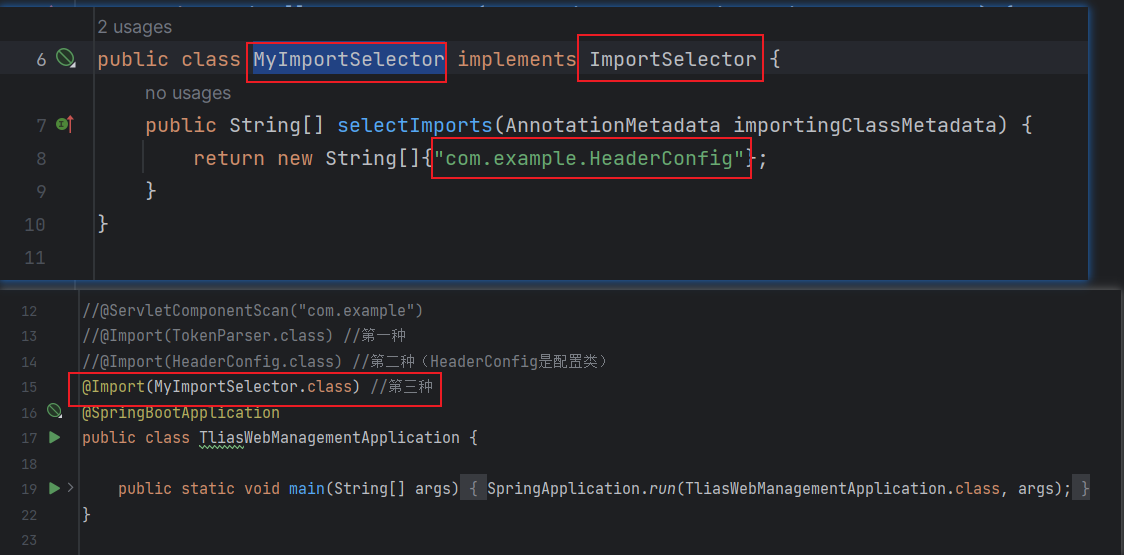 2 usages
6 public class MyImportSelector implements ImportSelector {
no usages
7 public String[] selectImports(AnnotationMetadata importingClassMetadata) {
8 return new String[]{"com.example.HeaderConfig"};
9 }
10 }
11
12 //@ServletComponentScan("com.example")
13 //@Import(TokenParser.class) //第一种
14 //@Import(HeaderConfig.class) //第二种（HeaderConfig是配置类）
15 @Import(MyImportSelector.class) //第三种
16 @SpringBootApplication
17 public class TliasWebManagementApplication {
18
19 public static void main(String[] args) { SpringApplication.run(TliasWebManagementApplication.class, args); }
22 }
23